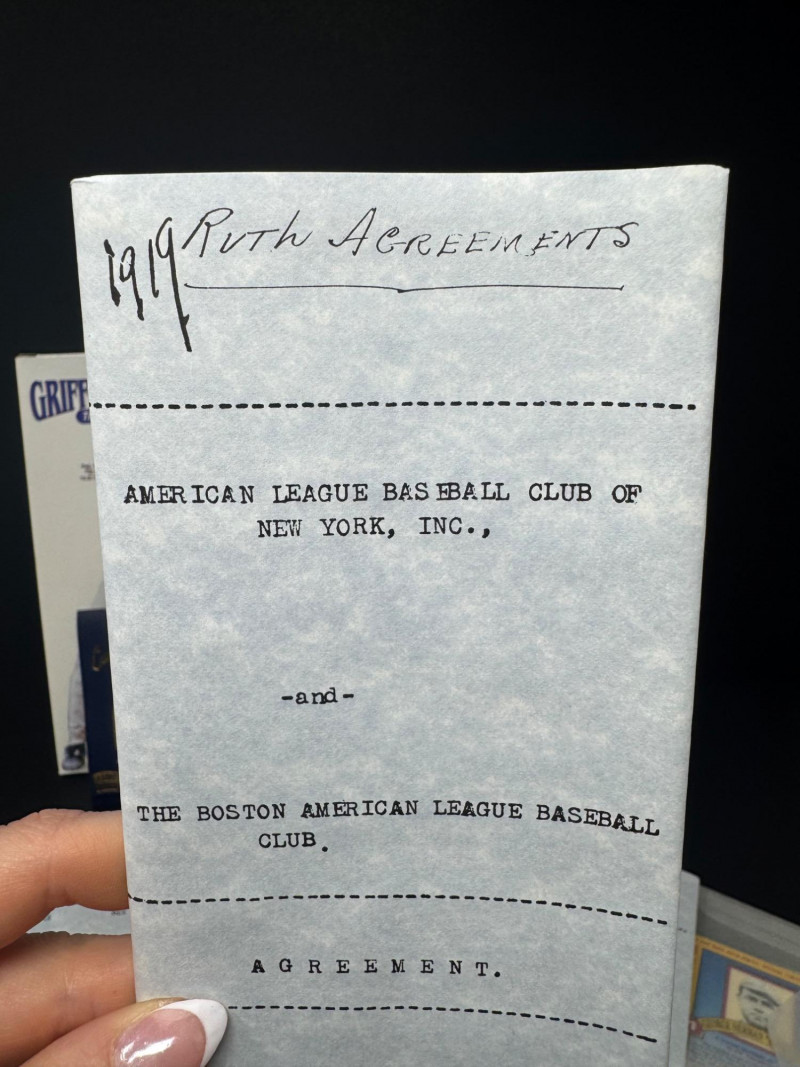 1919 RUTH AGREEMENTS
GRIFF
AMERICAN LEAGUE BASEBALL CLUB OF
NEW YORK, INC.,
-and-
THE BOSTON AMERICAN LEAGUE BASEBALL
CLUB.
AGREEMENT.